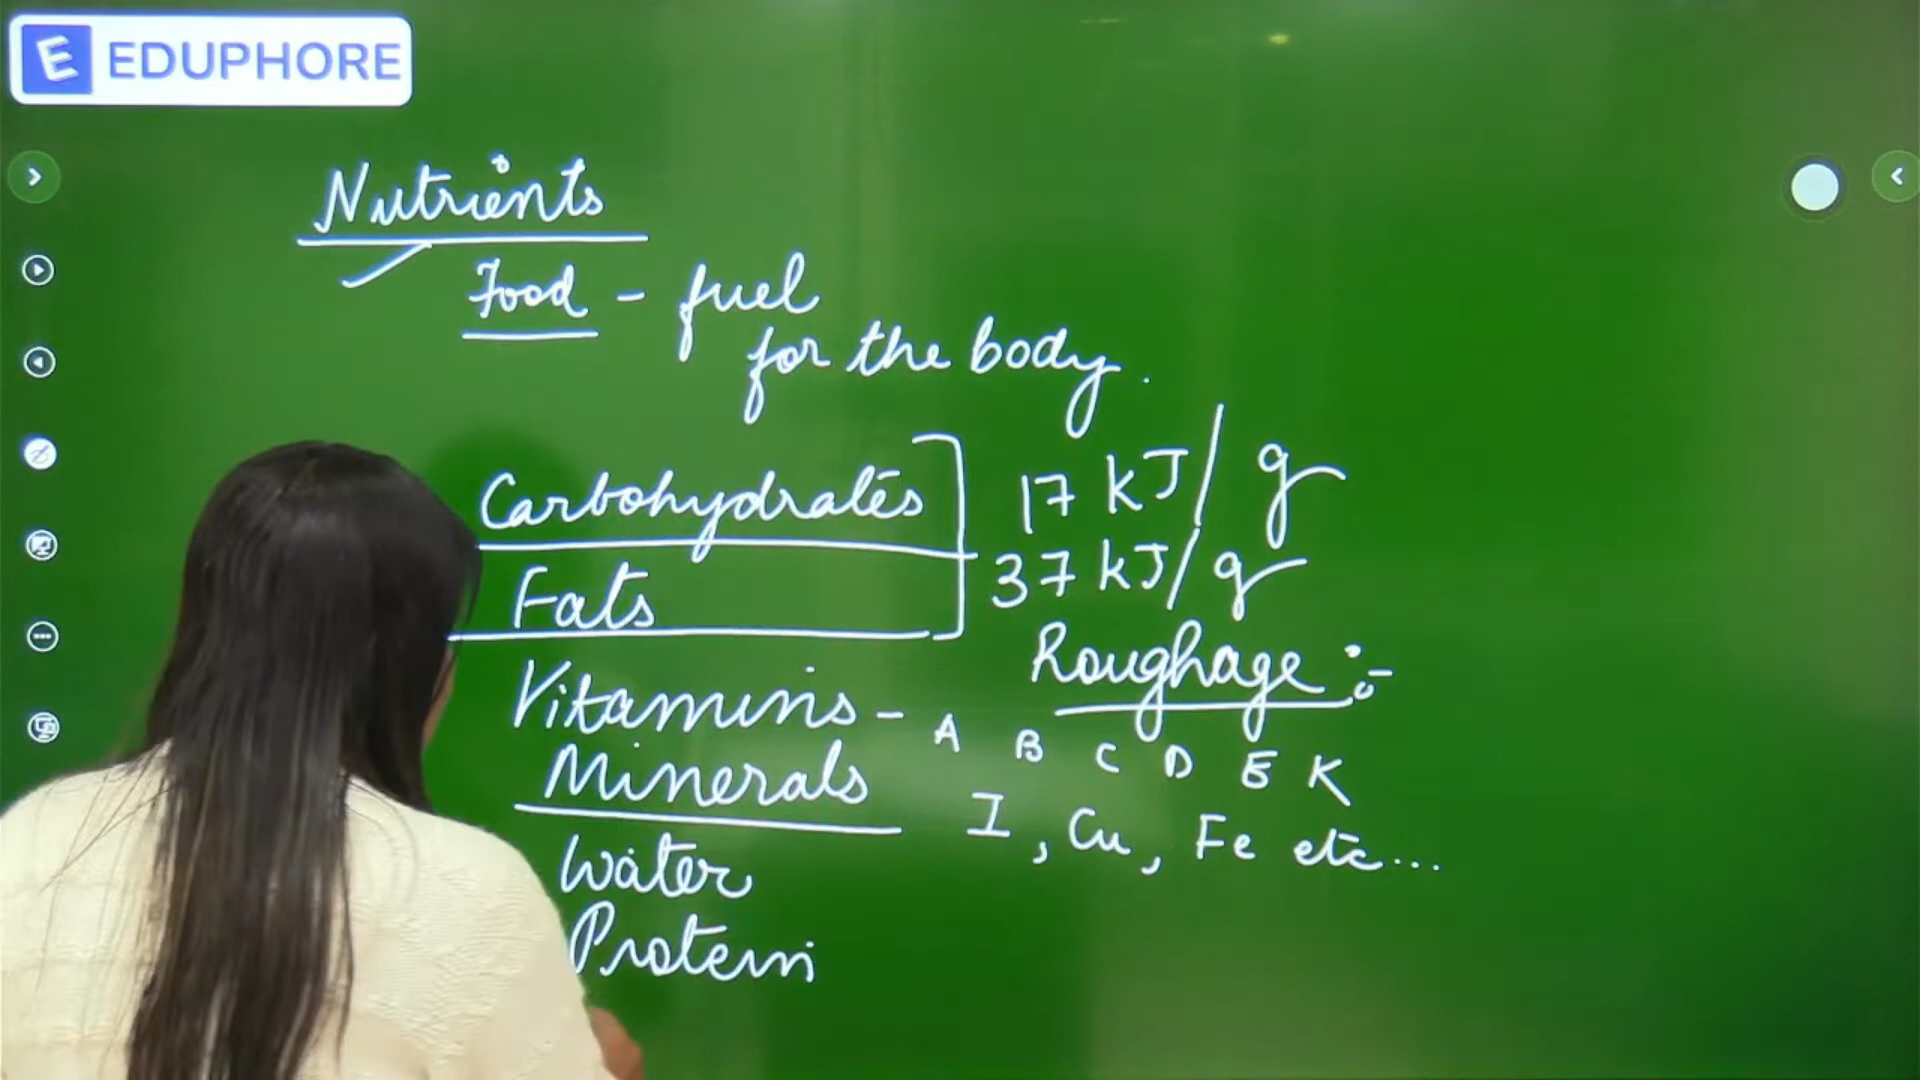 E EDUPHORE
Nutrients
Food - fuel
for the body.
Carbohydrates 17 kJ/g
Fats 37 kJ/g
Roughage :-
Vitamins - A B C D E K
Minerals I, Cu, Fe etc...
Water
Protein